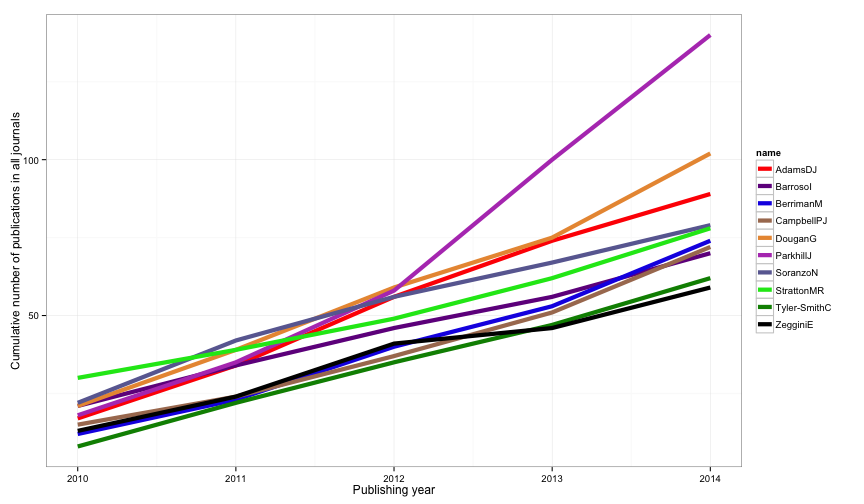 Cumulative number of publications in all journals
100
50
2010 2011 2012 2013 2014
Publishing year
name
AdamsDJ
BarrosoI
BerrimanM
CampbellPJ
DouganG
ParkhillJ
SoranzoN
StrattonMR
Tyler-SmithC
ZegginiE